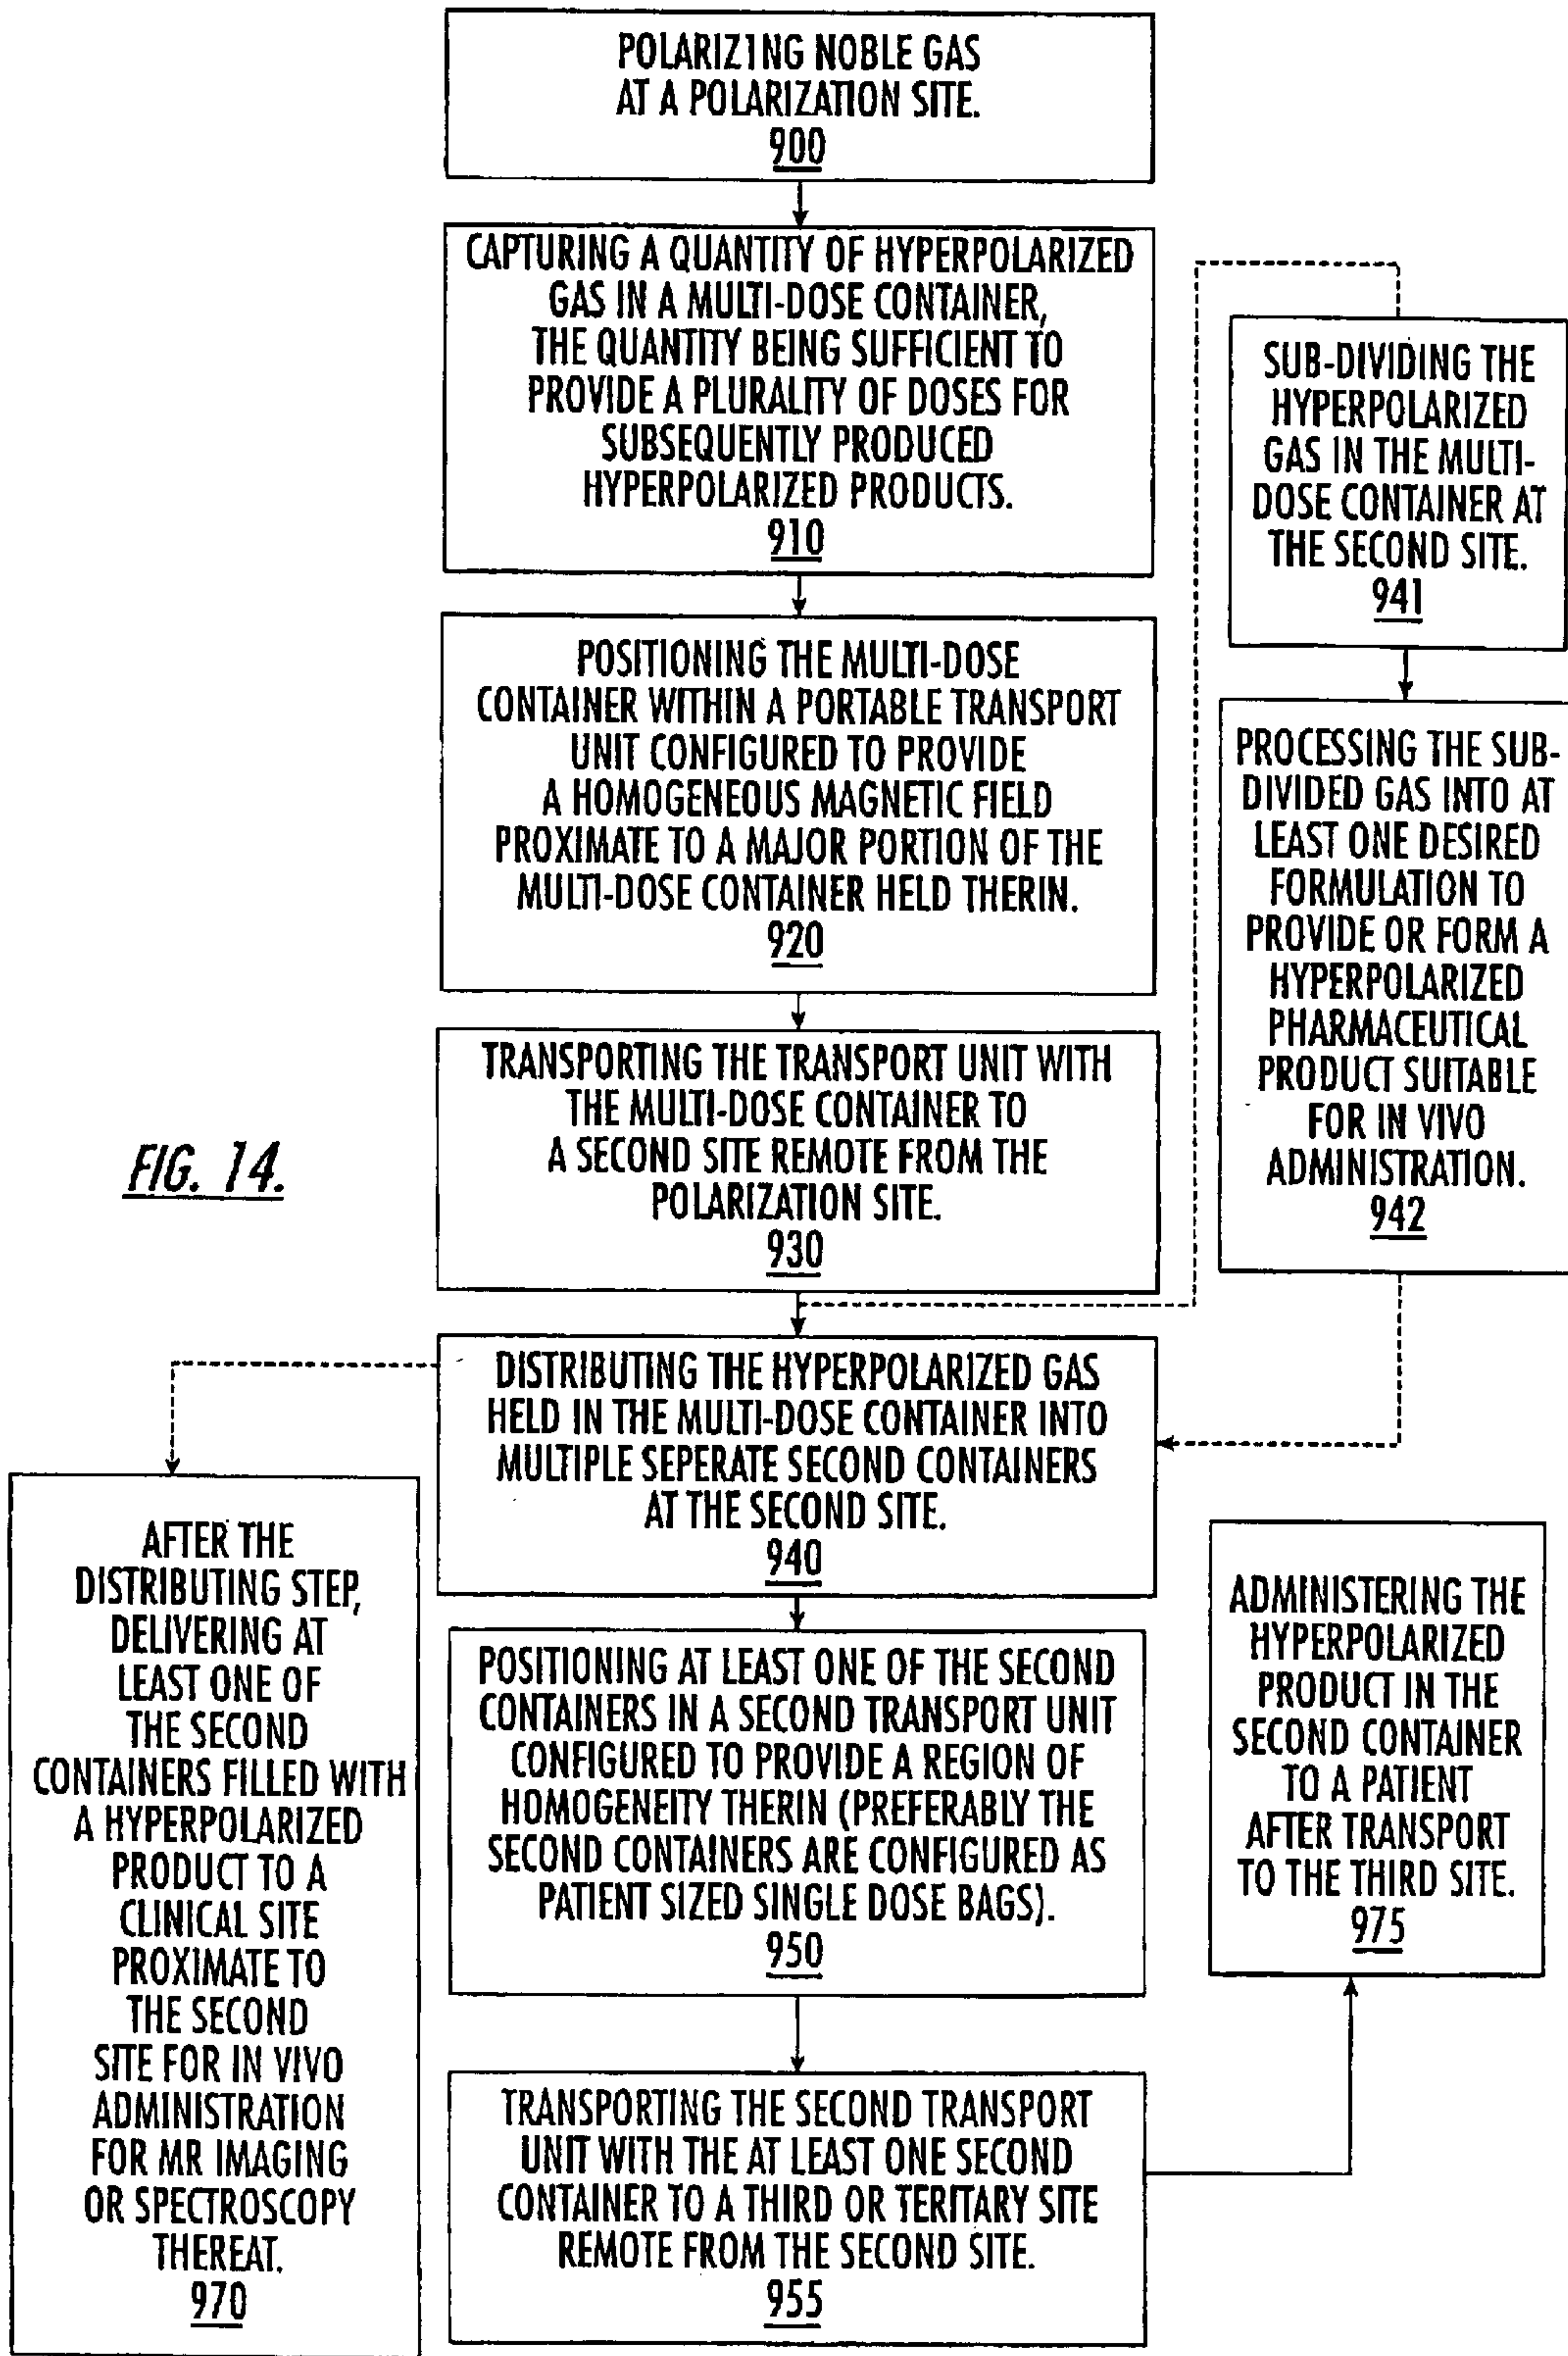 POLARIZING NOBLE GAS
AT A POLARIZATION SITE.
900
CAPTURING A QUANTITY OF HYPERPOLARIZED
GAS IN A MULTI-DOSE CONTAINER,
THE QUANTITY BEING SUFFICIENT TO
PROVIDE A PLURALITY OF DOSES FOR
SUBSEQUENTLY PRODUCED
HYPERPOLARIZED PRODUCTS.
910
POSITIONING THE MULTI-DOSE
CONTAINER WITHIN A PORTABLE TRANSPORT
UNIT CONFIGURED TO PROVIDE
A HOMOGENEOUS MAGNETIC FIELD
PROXIMATE TO A MAJOR PORTION OF THE
MULTI-DOSE CONTAINER HELD THERIN.
920
TRANSPORTING THE TRANSPORT UNIT WITH
THE MULTI-DOSE CONTAINER TO
A SECOND SITE REMOTE FROM THE
POLARIZATION SITE.
930
SUB-DIVIDING THE
HYPERPOLARIZED
GAS IN THE MULTI-
DOSE CONTAINER AT
THE SECOND SITE.
941
PROCESSING THE SUB-
DIVIDED GAS INTO AT
LEAST ONE DESIRED
FORMULATION TO
PROVIDE OR FORM A
HYPERPOLARIZED
PHARMACEUTICAL
PRODUCT SUITABLE
FOR IN VIVO
ADMINISTRATION.
942
FIG. 14.
DISTRIBUTING THE HYPERPOLARIZED GAS
HELD IN THE MULTI-DOSE CONTAINER INTO
MULTIPLE SEPERATE SECOND CONTAINERS
AT THE SECOND SITE.
940
AFTER THE
DISTRIBUTING STEP,
DELIVERING AT
LEAST ONE OF
THE SECOND
CONTAINERS FILLED WITH
A HYPERPOLARIZED
PRODUCT TO A
CLINICAL SITE
PROXIMATE TO
THE SECOND
SITE FOR IN VIVO
ADMINISTRATION
FOR MR IMAGING
OR SPECTROSCOPY
THEREAT.
970
POSITIONING AT LEAST ONE OF THE SECOND
CONTAINERS IN A SECOND TRANSPORT UNIT
CONFIGURED TO PROVIDE A REGION OF
HOMOGENEITY THERIN (PREFERABLY THE
SECOND CONTAINERS ARE CONFIGURED AS
PATIENT SIZED SINGLE DOSE BAGS).
950
TRANSPORTING THE SECOND TRANSPORT
UNIT WITH THE AT LEAST ONE SECOND
CONTAINER TO A THIRD OR TERITARY SITE
REMOTE FROM THE SECOND SITE.
955
ADMINISTERING THE
HYPERPOLARIZED
PRODUCT IN THE
SECOND CONTAINER
TO A PATIENT
AFTER TRANSPORT
TO THE THIRD SITE.
975